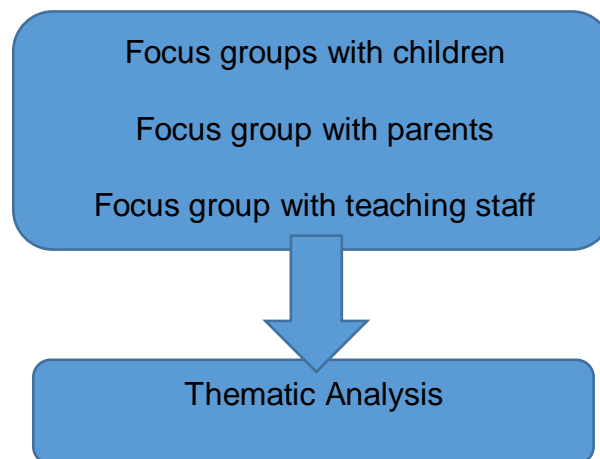 Focus groups with children
Focus group with parents
Focus group with teaching staff
Thematic Analysis